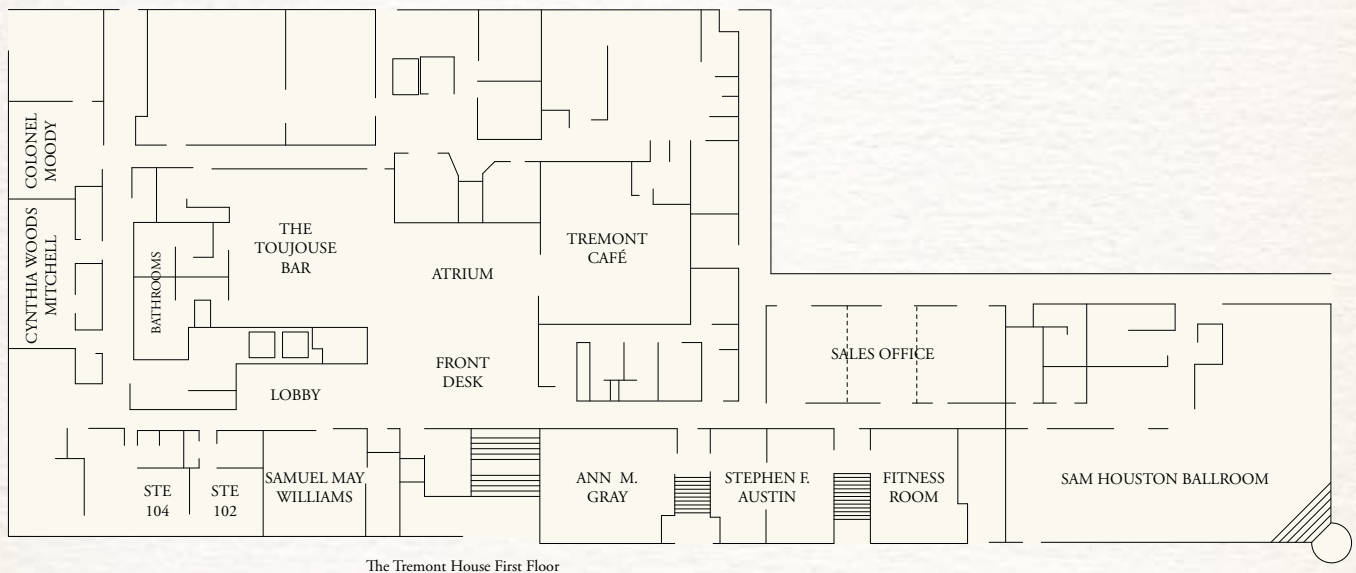 COLONEL
MOODY
CYNTHIA WOODS
MITCHELL
THE
TOUJOUSE
BAR
BATHROOMS
ATRIUM
TREMONT
CAFÉ
FRONT
DESK
LOBBY
SALES OFFICE
STE
104
STE
102
SAMUEL MAY
WILLIAMS
ANN M.
GRAY
STEPHEN F.
AUSTIN
FITNESS
ROOM
SAM HOUSTON BALLROOM
The Tremont House First Floor